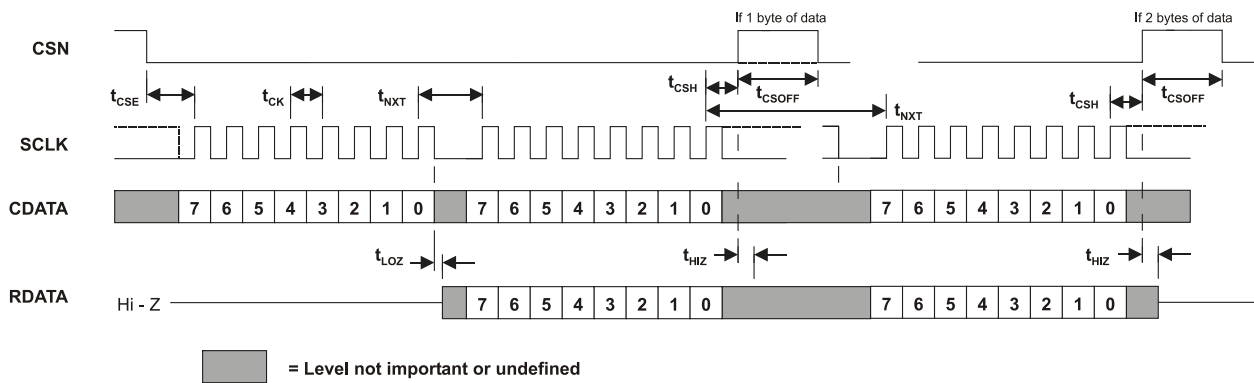 If 1 byte of data
If 2 bytes of data
CSN
tCSE
tCK
tNXT
tCSH
tCSOFF
tNXT
tCSH
tCSOFF
SCLK
CDATA
7 6 5 4 3 2 1 0
7 6 5 4 3 2 1 0
7 6 5 4 3 2 1 0
tLOZ
tHIZ
tHIZ
RDATA
Hi - Z
7 6 5 4 3 2 1 0
7 6 5 4 3 2 1 0
= Level not important or undefined